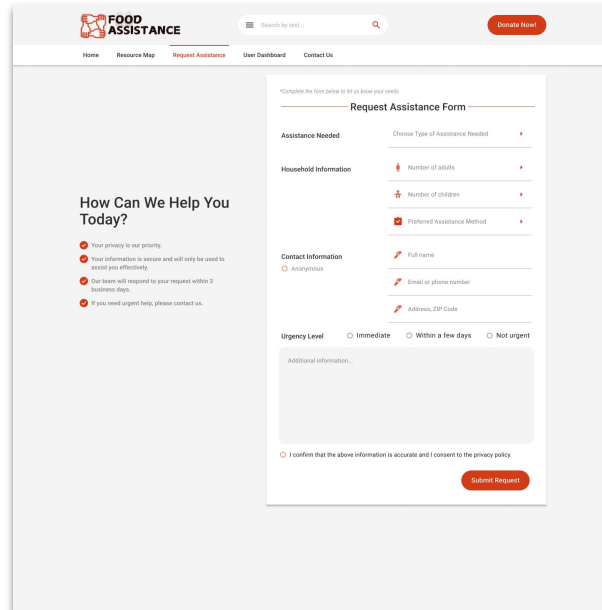 FOOD
ASSISTANCE
Search by text...
Donate Now!
Home
Resource Map
Request Assistance
User Dashboard
Contact Us
How Can We Help You
Today?
Your privacy is our priority.
Your information is secure and will only be used to
assist you effectively.
Our team will respond to your request within 3
business days.
If you need urgent help, please contact us.
*Complete the form below to let us know your needs.
Request Assistance Form
Assistance Needed
Choose Type of Assistance Needed
Household Information
Number of adults
Number of children
Preferred Assistance Method
Contact Information
Anonymous
Full name
Email or phone number
Address, ZIP Code
Urgency Level
Immediate
Within a few days
Not urgent
Additional information...
I confirm that the above information is accurate and I consent to the privacy policy.
Submit Request